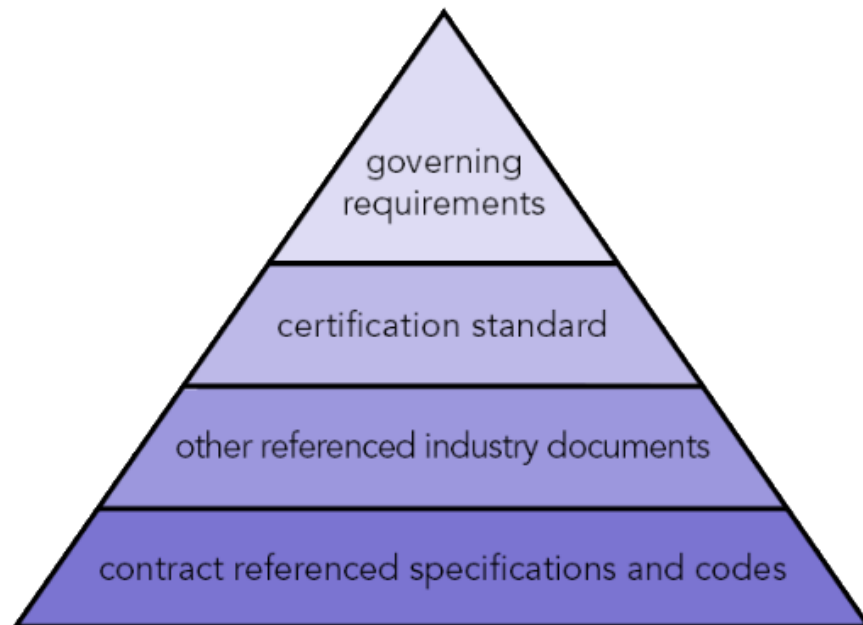 governing
requirements
certification standard
other referenced industry documents
contract referenced specifications and codes